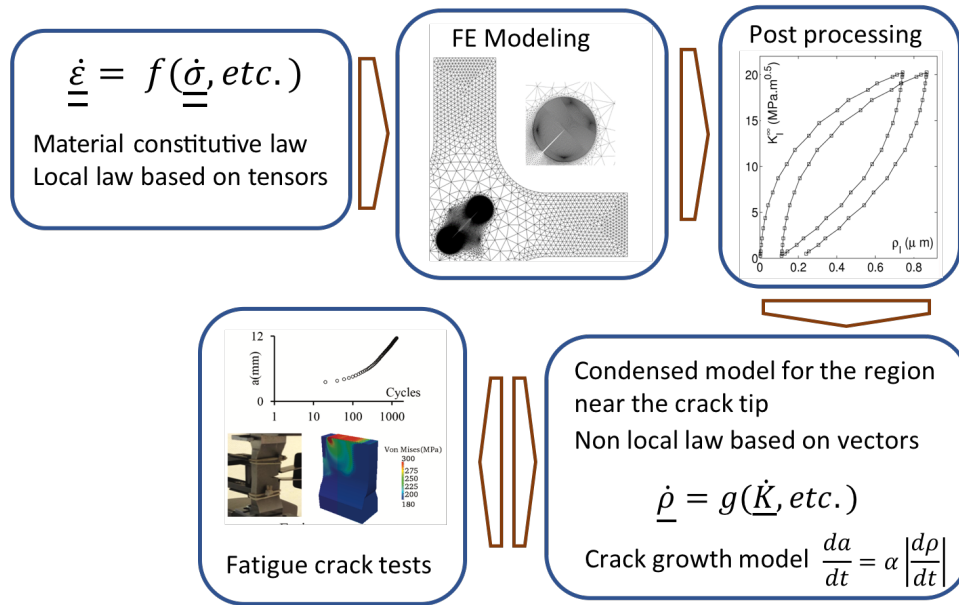 ε̇ = f(σ̇, etc.)
Material constitutive law
Local law based on tensors
FE Modeling
Post processing
K_I^∞ (MPa.m^0.5)
20
15
10
5
0
0
0.2
0.4
0.6
0.8
ρ_I (μ m)
Condensed model for the region
near the crack tip
Non local law based on vectors
ρ̇ = g(K̇, etc.)
Crack growth model da/dt = α |dρ/dt|
12
a(mm)
0
Cycles
1 10 100 1000
Von Mises(MPa)
300
275
250
225
200
180
Fatigue crack tests